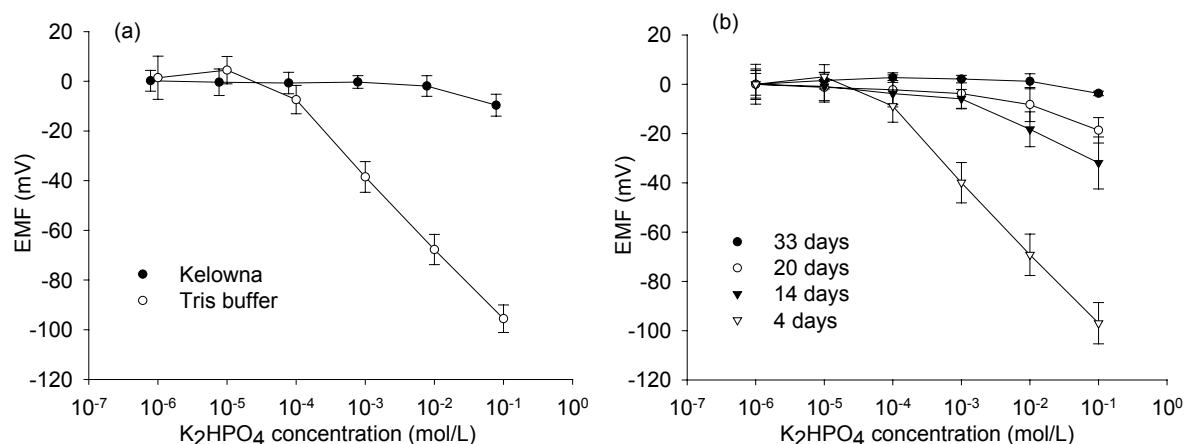 (a)
20
0
-20
-40
-60
-80
-100
-120
EMF (mV)
Kelowna
Tris buffer
10-7 10-6 10-5 10-4 10-3 10-2 10-1 100
K2HPO4 concentration (mol/L)
(b)
20
0
-20
-40
-60
-80
-100
-120
EMF (mV)
33 days
20 days
14 days
4 days
10-7 10-6 10-5 10-4 10-3 10-2 10-1 100
K2HPO4 concentration (mol/L)